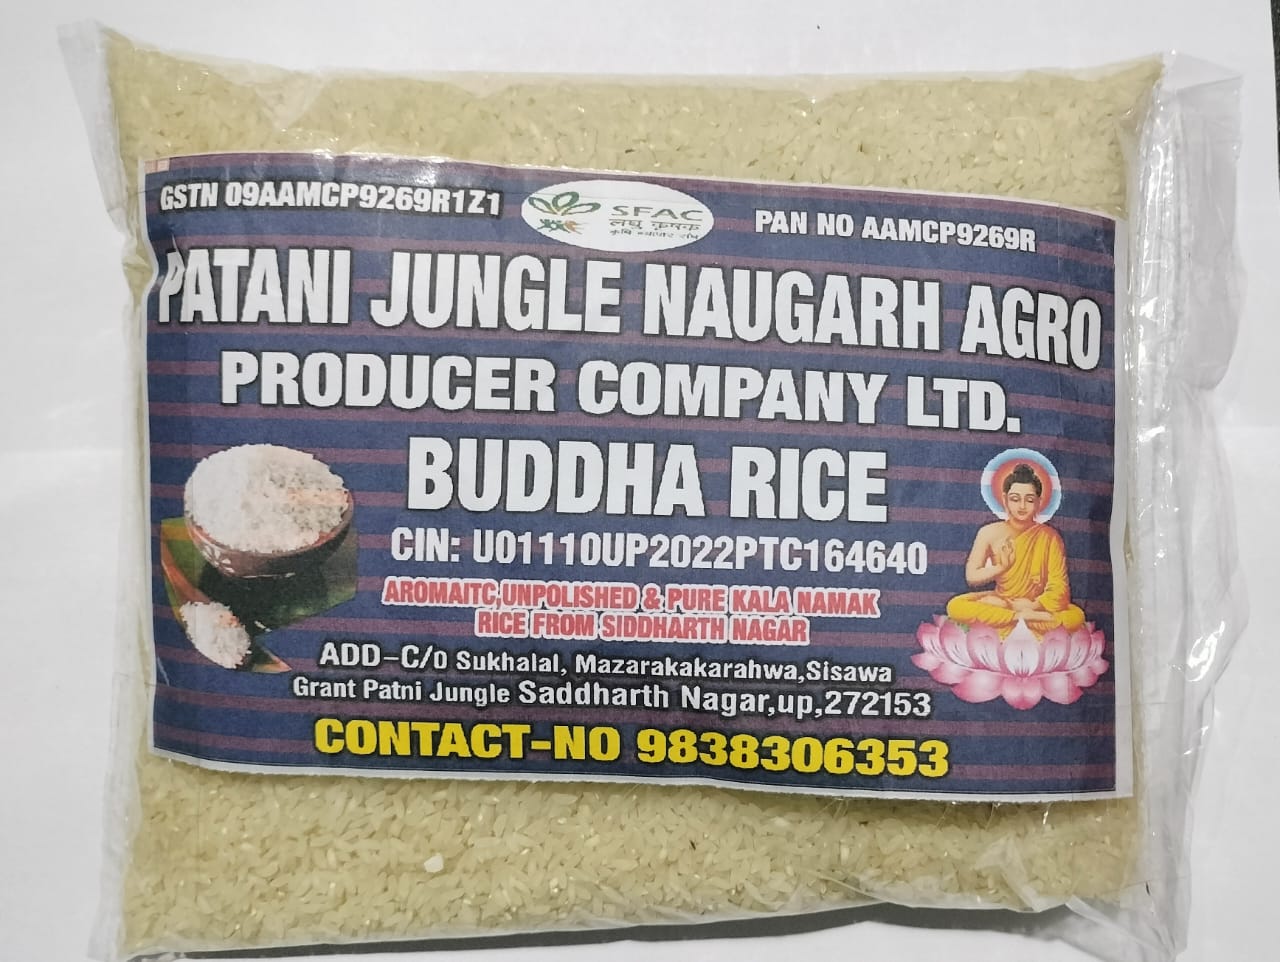 GSTN 09AAMCP9269R1Z1
SFAC
लघु कृषक
कृषि व्यापार संघ
PAN NO AAMCP9269R
PATANI JUNGLE NAUGARH AGRO
PRODUCER COMPANY LTD.
BUDDHA RICE
CIN: U01110UP2022PTC164640
AROMAITC,UNPOLISHED & PURE KALA NAMAK
RICE FROM SIDDHARTH NAGAR
ADD-C/O Sukhalal, Mazarakakarahwa,Sisawa
Grant Patni Jungle Saddharth Nagar,up,272153
CONTACT-NO 9838306353